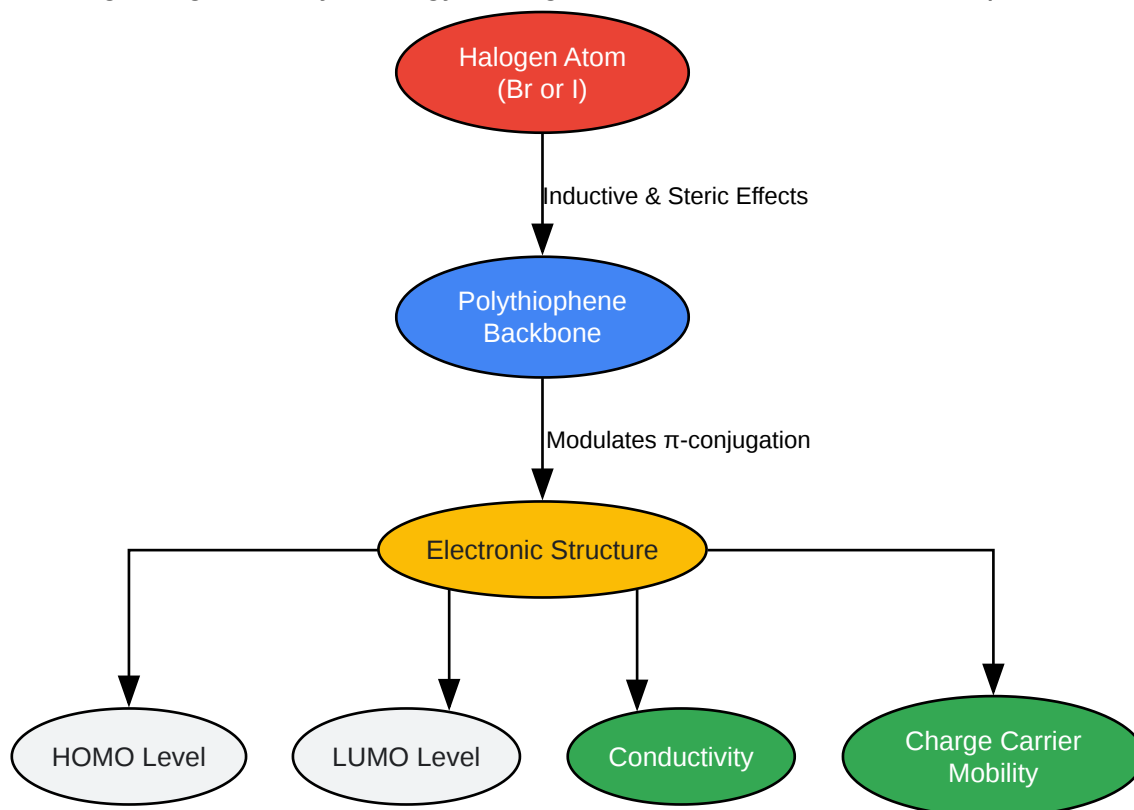 Halogen Atom
(Br or I)
Inductive & Steric Effects
Polythiophene
Backbone
Modulates π-conjugation
Electronic Structure
HOMO Level
LUMO Level
Conductivity
Charge Carrier
Mobility